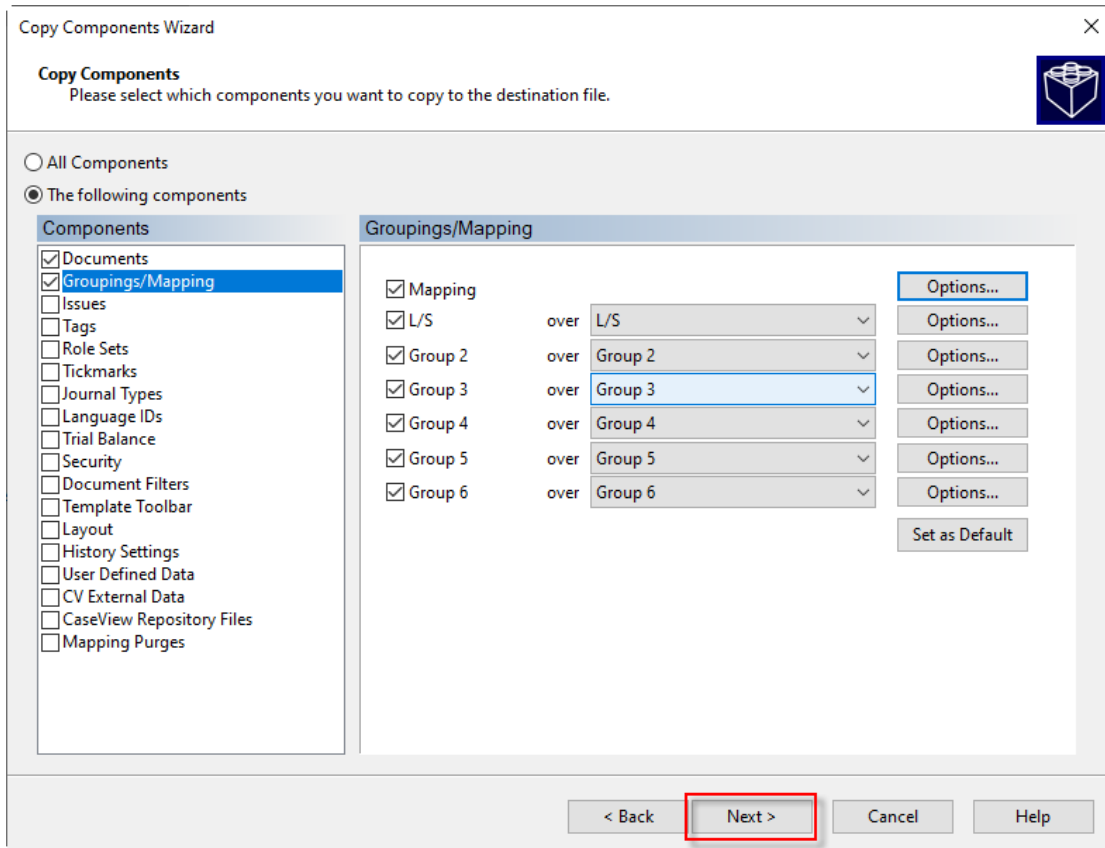 Copy Components Wizard
Copy Components
Please select which components you want to copy to the destination file.
All Components
The following components
Components
Documents
Groupings/Mapping
Issues
Tags
Role Sets
Tickmarks
Journal Types
Language IDs
Trial Balance
Security
Document Filters
Template Toolbar
Layout
History Settings
User Defined Data
CV External Data
CaseView Repository Files
Mapping Purges
Groupings/Mapping
Mapping Options...
L/S over L/S Options...
Group 2 over Group 2 Options...
Group 3 over Group 3 Options...
Group 4 over Group 4 Options...
Group 5 over Group 5 Options...
Group 6 over Group 6 Options...
Set as Default
< Back Next > Cancel Help